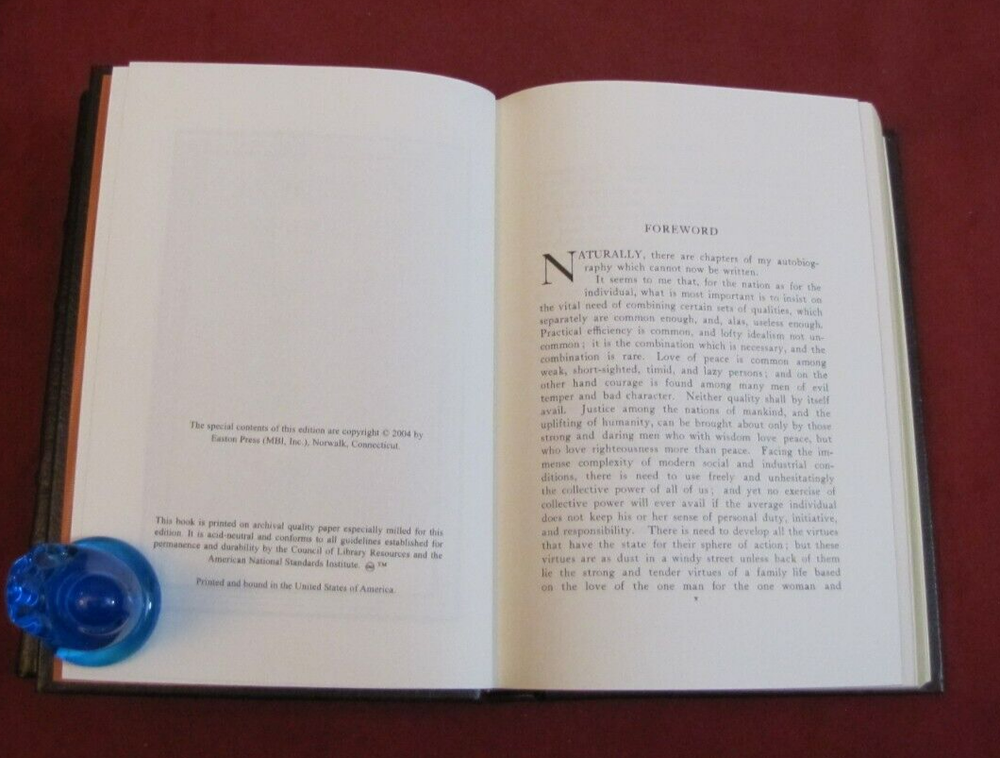 The special contents of this edition are copyright © 2004 by
Easton Press (MBI, Inc.), Norwalk, Connecticut.
This book is printed on archival quality paper especially milled for this
edition. It is acid-neutral and conforms to all guidelines established for
permanence and durability by the Council of Library Resources and the
American National Standards Institute. ♾ ™
Printed and bound in the United States of America.
FOREWORD
NATURALLY, there are chapters of my autobiog-
raphy which cannot now be written.
It seems to me that, for the nation as for the
individual, what is most important is to insist on
the vital need of combining certain sets of qualities, which
separately are common enough, and, alas, useless enough.
Practical efficiency is common, and lofty idealism not un-
common; it is the combination which is necessary, and the
combination is rare. Love of peace is common among
weak, short-sighted, timid, and lazy persons; and on the
other hand courage is found among many men of evil
temper and bad character. Neither quality shall by itself
avail. Justice among the nations of mankind, and the
uplifting of humanity, can be brought about only by those
strong and daring men who with wisdom love peace, but
who love righteousness more than peace. Facing the im-
mense complexity of modern social and industrial con-
ditions, there is need to use freely and unhesitatingly
the collective power of all of us; and yet no exercise of
collective power will ever avail if the average individual
does not keep his or her sense of personal duty, initiative,
and responsibility. There is need to develop all the virtues
that have the state for their sphere of action; but these
virtues are as dust in a windy street unless back of them
lie the strong and tender virtues of a family life based
on the love of the one man for the one woman and